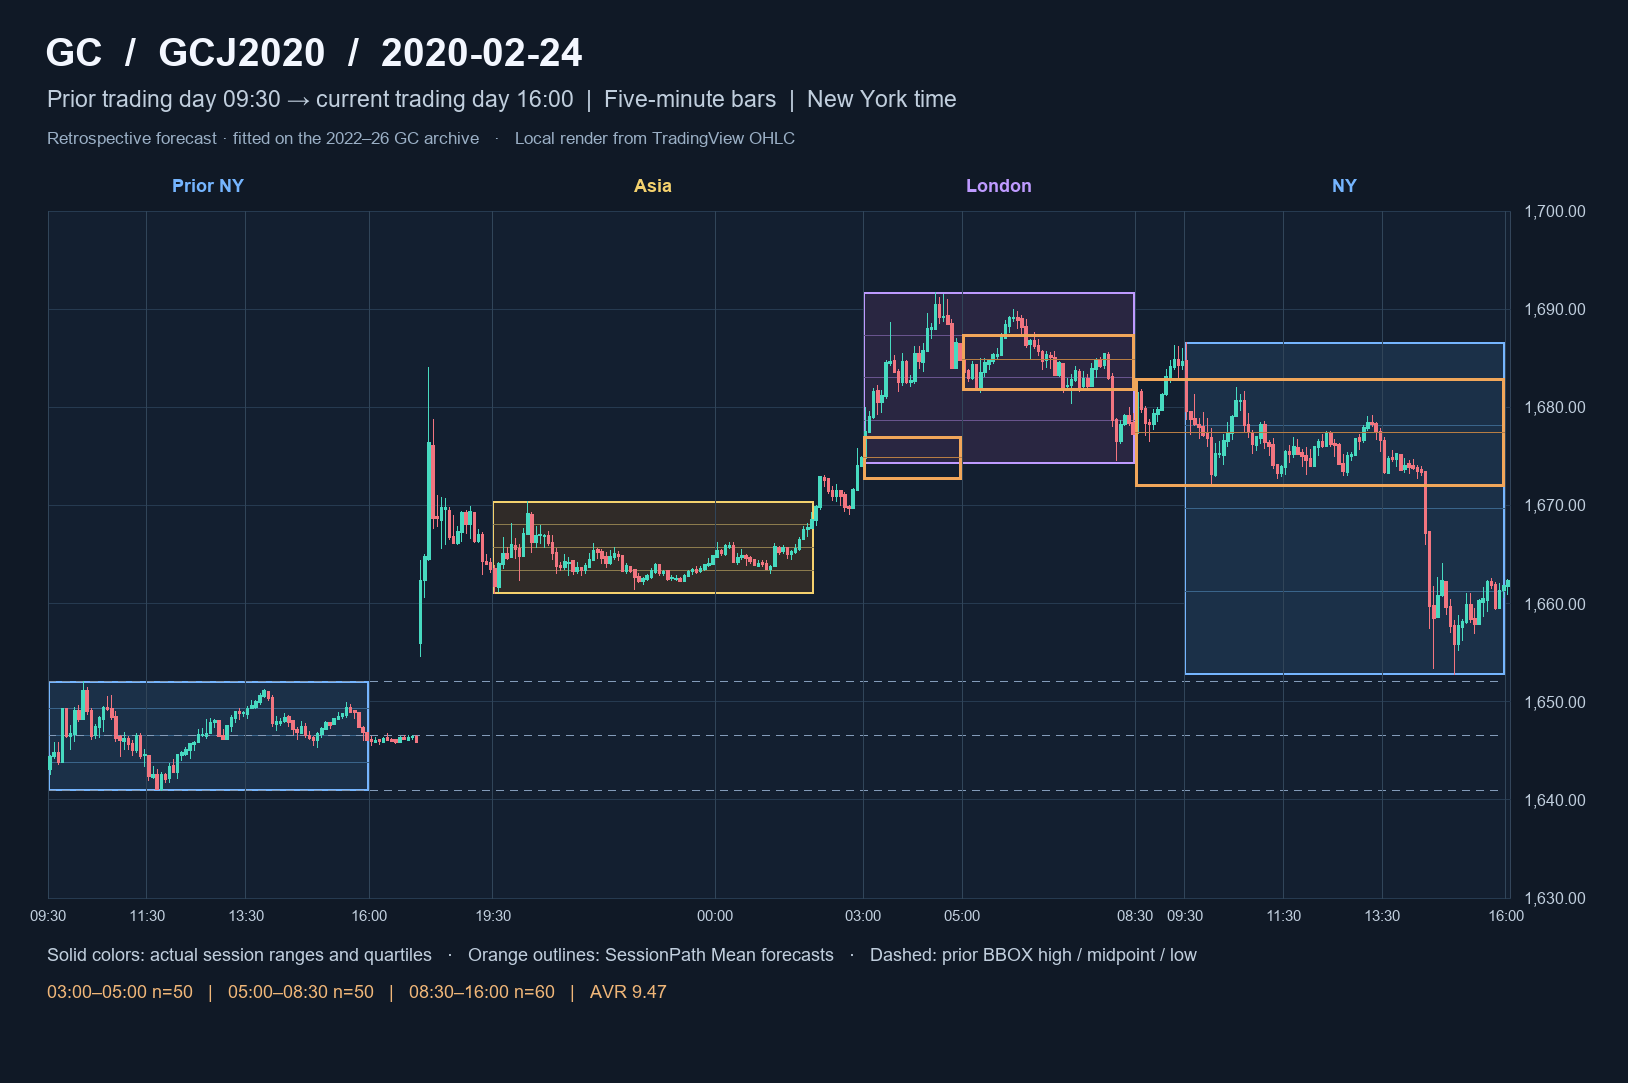 GC / GCJ2020 / 2020-02-24
Prior trading day 09:30 → current trading day 16:00 | Five-minute bars | New York time
Retrospective forecast · fitted on the 2022–26 GC archive · Local render from TradingView OHLC
Prior NY Asia London NY
1,700.00
1,690.00
1,680.00
1,670.00
1,660.00
1,650.00
1,640.00
1,630.00
09:30 11:30 13:30 16:00 19:30 00:00 03:00 05:00 08:30 09:30 11:30 13:30 16:00
Solid colors: actual session ranges and quartiles · Orange outlines: SessionPath Mean forecasts · Dashed: prior BBOX high / midpoint / low
03:00–05:00 n=50 | 05:00–08:30 n=50 | 08:30–16:00 n=60 | AVR 9.47